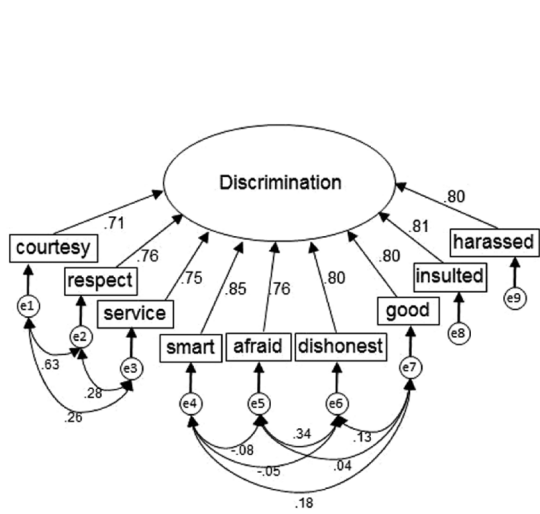 Discrimination
.71
.76
.75
.85
.76
.80
.80
.81
.80
courtesy
respect
service
smart
afraid
dishonest
good
insulted
harassed
e1
e2
e3
e4
e5
e6
e7
e8
e9
.63
.28
.26
-.08
-.05
.34
.13
.04
.18